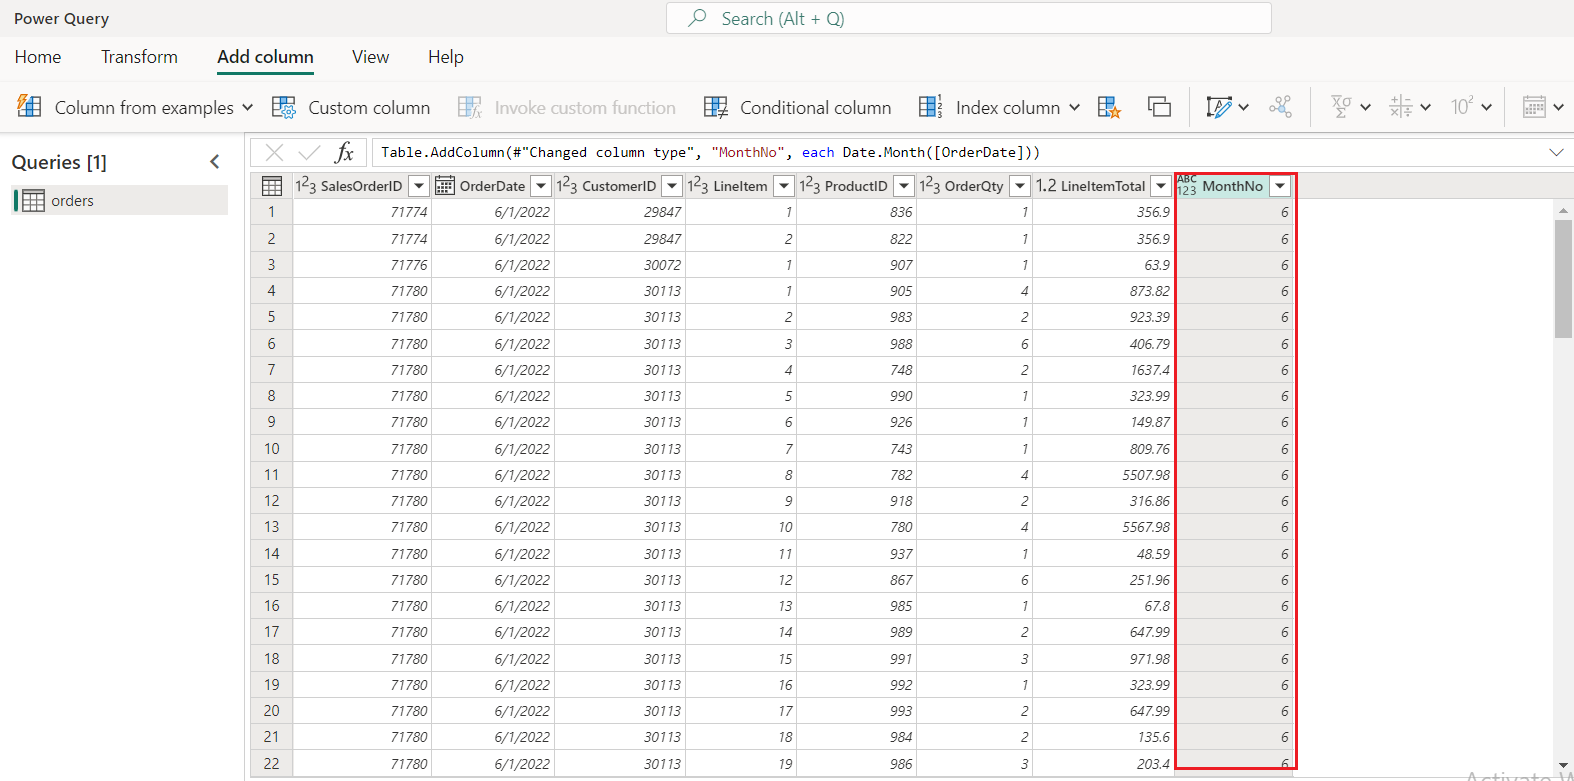 Power Query
Search (Alt + Q)
Home Transform Add column View Help
Column from examples Custom column Invoke custom function Conditional column Index column
Queries [1]
fx Table.AddColumn(#"Changed column type", "MonthNo", each Date.Month([OrderDate]))
orders
123 SalesOrderID OrderDate 123 CustomerID 123 LineItem 123 ProductID 123 OrderQty 1.2 LineItemTotal ABC 123 MonthNo
1 71774 6/1/2022 29847 1 836 1 356.9 6
2 71774 6/1/2022 29847 2 822 1 356.9 6
3 71776 6/1/2022 30072 1 907 1 63.9 6
4 71780 6/1/2022 30113 1 905 4 873.82 6
5 71780 6/1/2022 30113 2 983 2 923.39 6
6 71780 6/1/2022 30113 3 988 6 406.79 6
7 71780 6/1/2022 30113 4 748 2 1637.4 6
8 71780 6/1/2022 30113 5 990 1 323.99 6
9 71780 6/1/2022 30113 6 926 1 149.87 6
10 71780 6/1/2022 30113 7 743 1 809.76 6
11 71780 6/1/2022 30113 8 782 4 5507.98 6
12 71780 6/1/2022 30113 9 918 2 316.86 6
13 71780 6/1/2022 30113 10 780 4 5567.98 6
14 71780 6/1/2022 30113 11 937 1 48.59 6
15 71780 6/1/2022 30113 12 867 6 251.96 6
16 71780 6/1/2022 30113 13 985 1 67.8 6
17 71780 6/1/2022 30113 14 989 2 647.99 6
18 71780 6/1/2022 30113 15 991 3 971.98 6
19 71780 6/1/2022 30113 16 992 1 323.99 6
20 71780 6/1/2022 30113 17 993 2 647.99 6
21 71780 6/1/2022 30113 18 984 2 135.6 6
22 71780 6/1/2022 30113 19 986 3 203.4 6